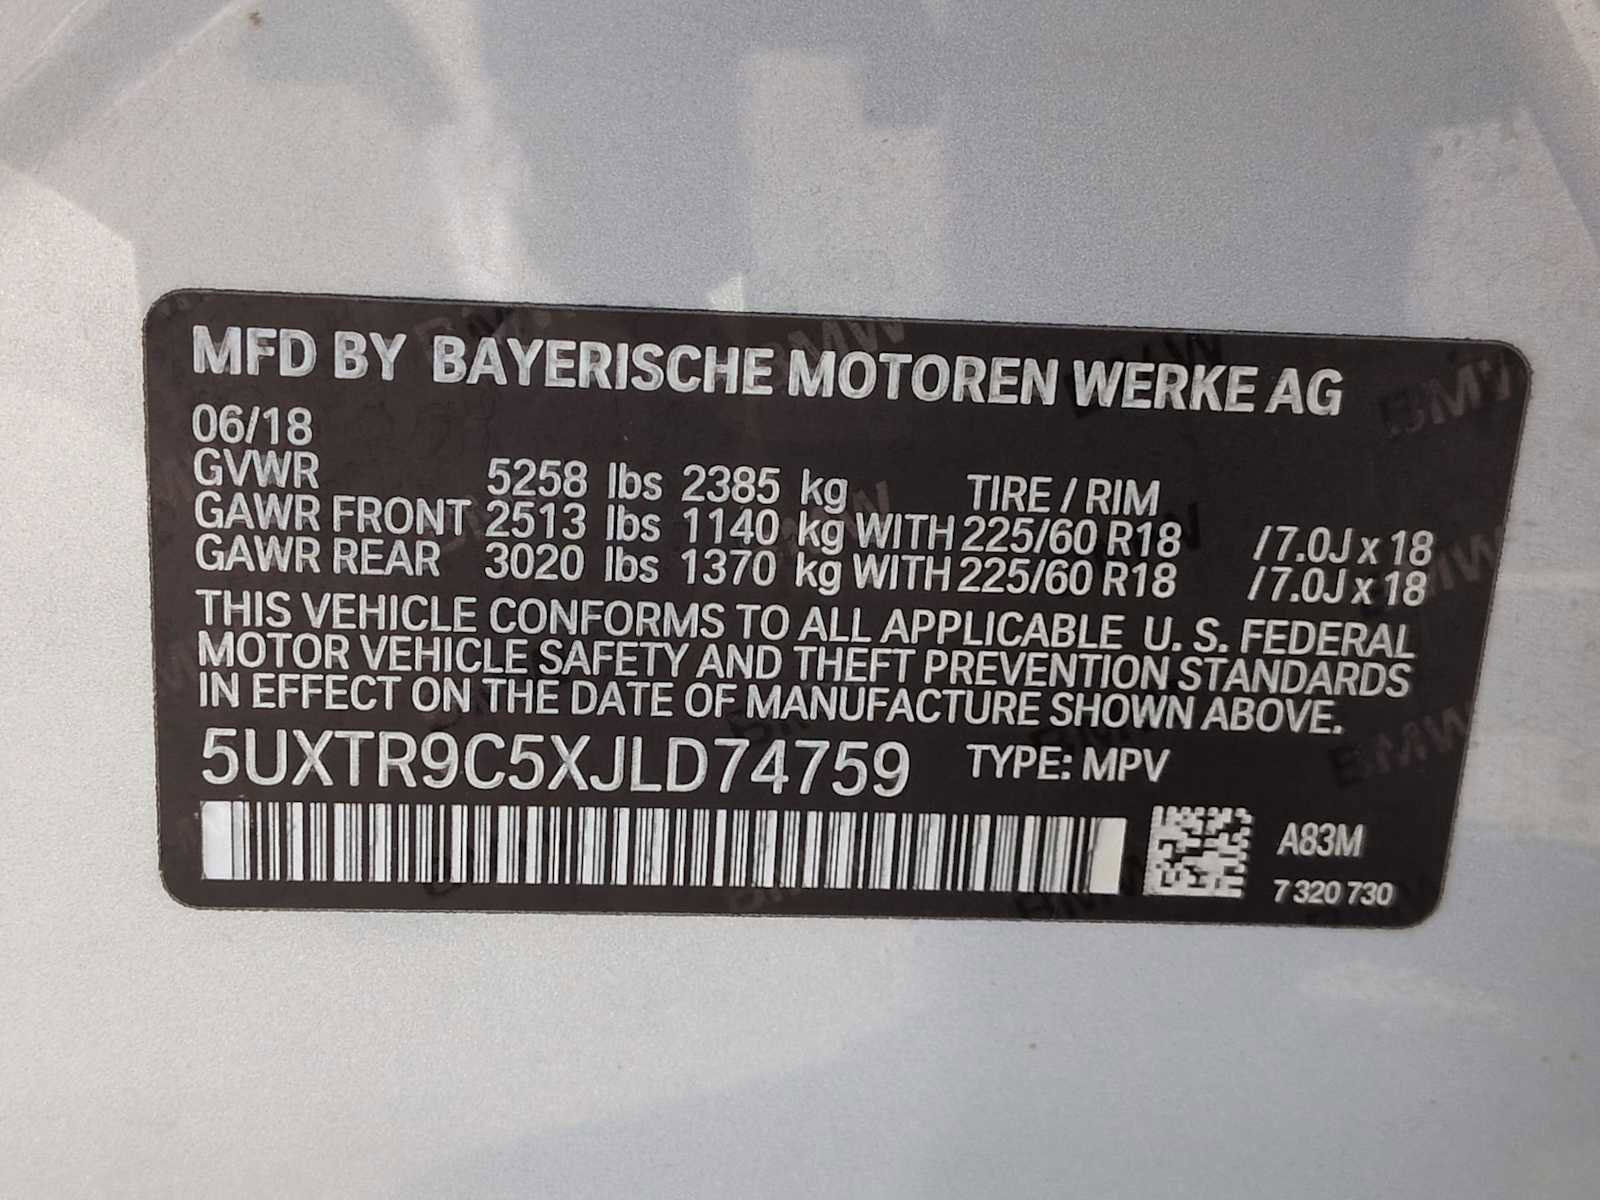 MFD BY BAYERISCHE MOTOREN WERKE AG
06/18
GVWR 5258 lbs 2385 kg TIRE / RIM
GAWR FRONT 2513 lbs 1140 kg WITH 225/60 R18 / 7.0J x 18
GAWR REAR 3020 lbs 1370 kg WITH 225/60 R18 / 7.0J x 18
THIS VEHICLE CONFORMS TO ALL APPLICABLE U. S. FEDERAL
MOTOR VEHICLE SAFETY AND THEFT PREVENTION STANDARDS
IN EFFECT ON THE DATE OF MANUFACTURE SHOWN ABOVE.
5UXTR9C5XJLD74759 TYPE: MPV
A83M
7 320 730